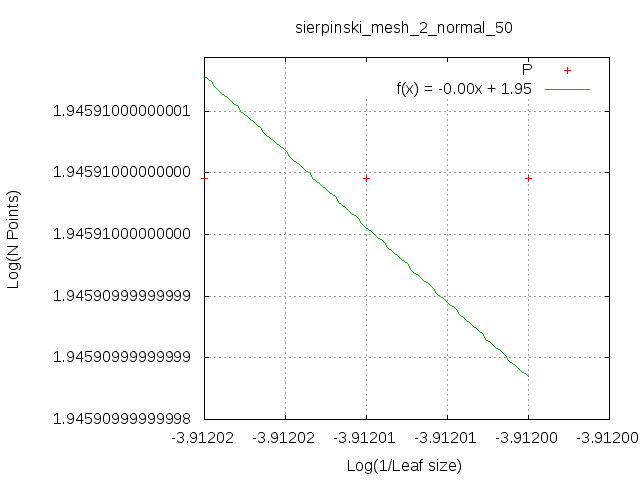 sierpinski_mesh_2_normal_50
P
f(x) = -0.00x + 1.95
1.94591000000001
1.94591000000000
1.94591000000000
1.94590999999999
1.94590999999999
1.94590999999998
Log(N Points)
-3.91202 -3.91202 -3.91201 -3.91201 -3.91200 -3.91200
Log(1/Leaf size)